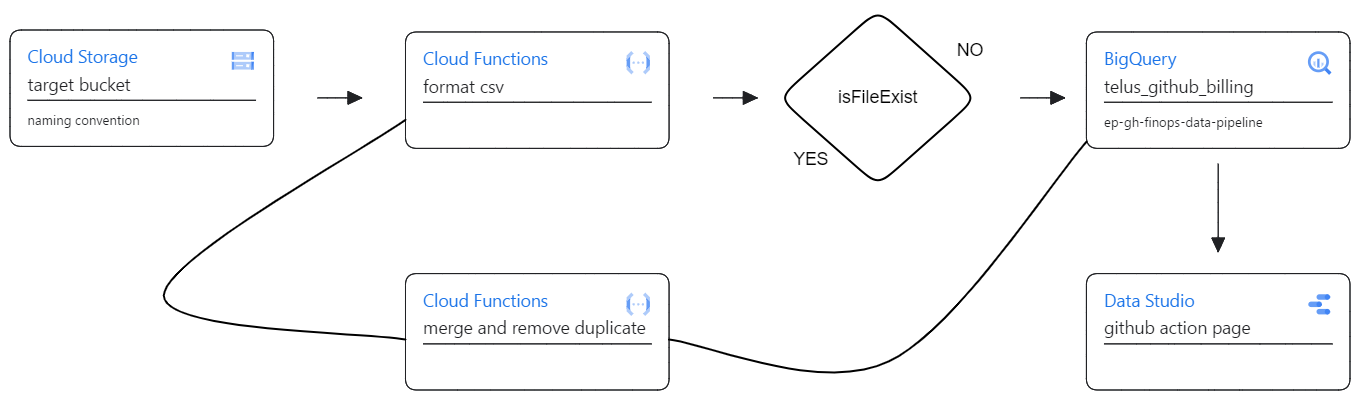 Cloud Storage
target bucket
naming convention
Cloud Functions
format csv
isFileExist
NO
YES
BigQuery
telus_github_billing
ep-gh-finops-data-pipeline
Cloud Functions
merge and remove duplicate
Data Studio
github action page